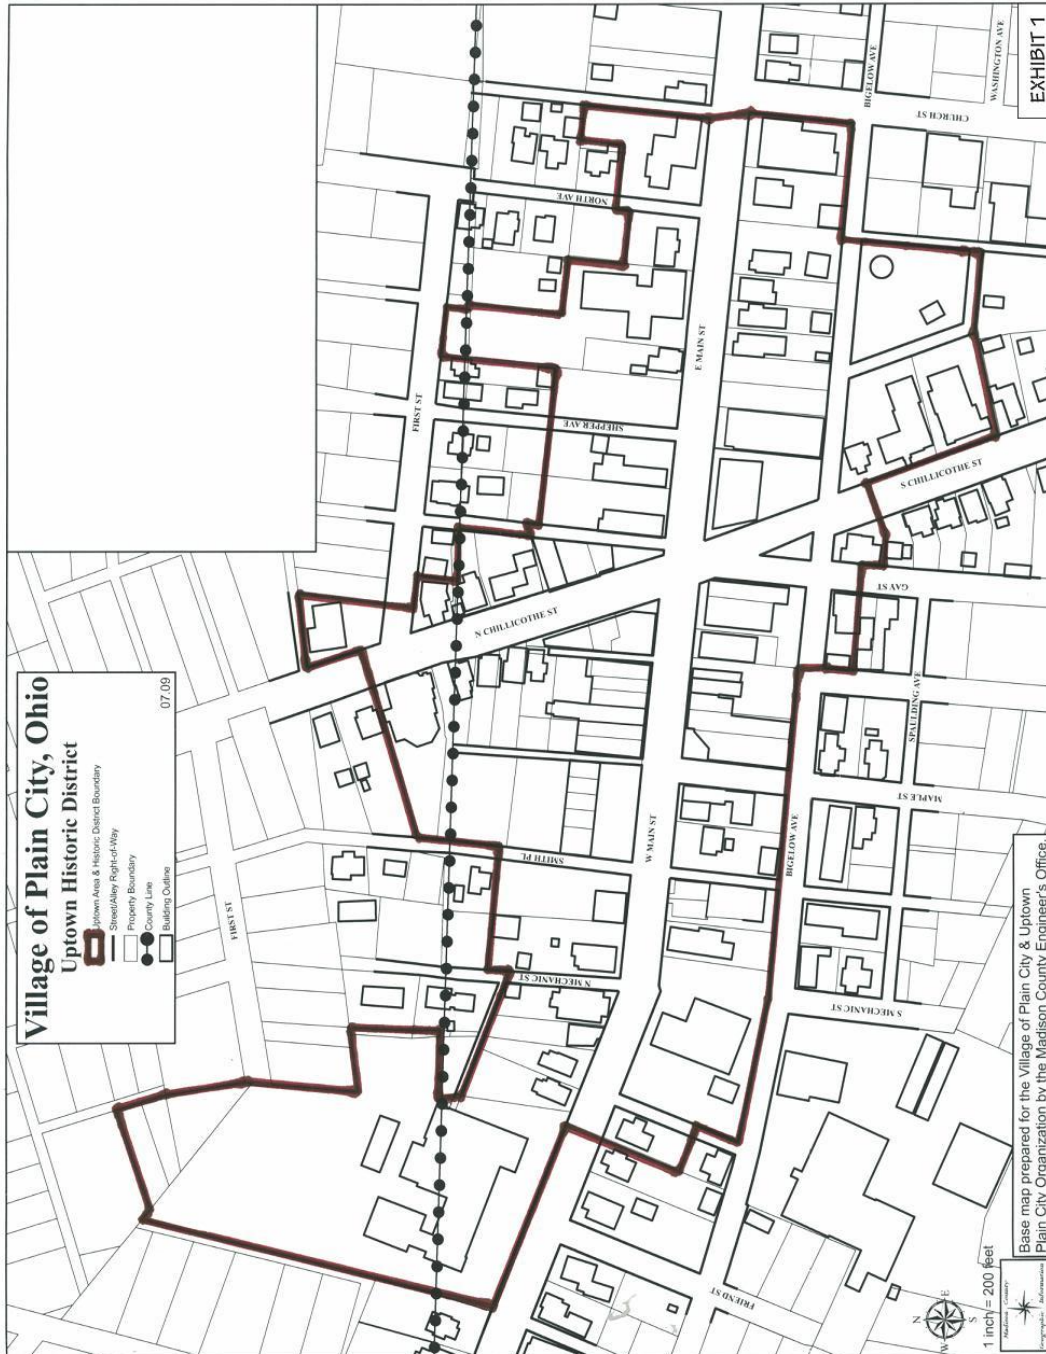 Village of Plain City, Ohio
Uptown Historic District
Uptown Area & Historic District Boundary
Street/Alley Right-of-Way
Property Boundary
County Line
Building Outline
07.09
FIRST ST
FIRST ST
N CHILLICOTHE ST
SHEPPER AVE
NORTH AVE
CHURCH ST
BIGELOW AVE
WASHINGTON AVE
E MAIN ST
W MAIN ST
SMITH PL
N MECHANIC ST
S CHILLICOTHE ST
GAY ST
SPAULDING AVE
MAPLE ST
BIGELOW AVE
S MECHANIC ST
FRIEND ST
N
E
S
W
1 inch = 200 feet
Madison County
Geographic Information
Base map prepared for the Village of Plain City & Uptown
Plain City Organization by the Madison County Engineer's Office.
EXHIBIT 1